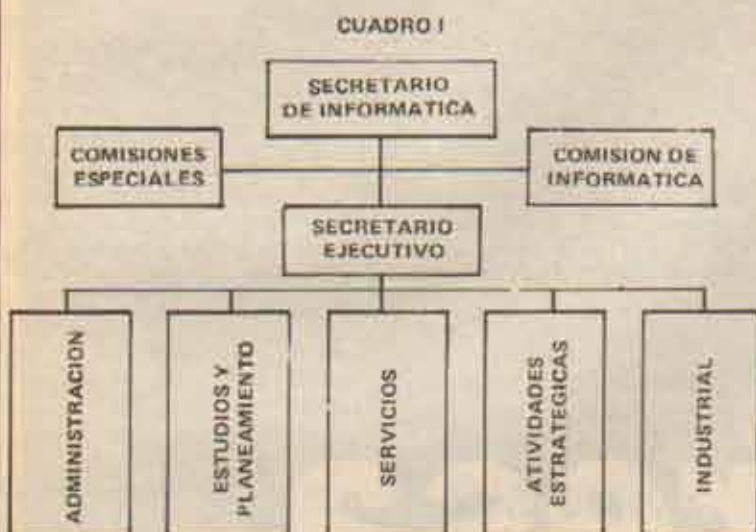 CUADRO I
SECRETARIO
DE INFORMATICA
COMISIONES
ESPECIALES
COMISION DE
INFORMATICA
SECRETARIO
EJECUTIVO
ADMINISTRACION
ESTUDIOS Y
PLANEAMIENTO
SERVICIOS
ATIVIDADES
ESTRATEGICAS
INDUSTRIAL